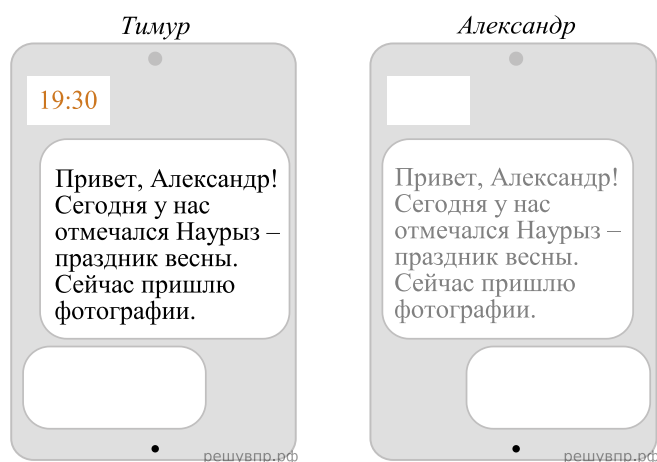 Тимур
19:30
Привет, Александр!
Сегодня у нас
отмечался Наурыз –
праздник весны.
Сейчас пришлю
фотографии.
решувпр.рф
Александр
Привет, Александр!
Сегодня у нас
отмечался Наурыз –
праздник весны.
Сейчас пришлю
фотографии.
решувпр.рф